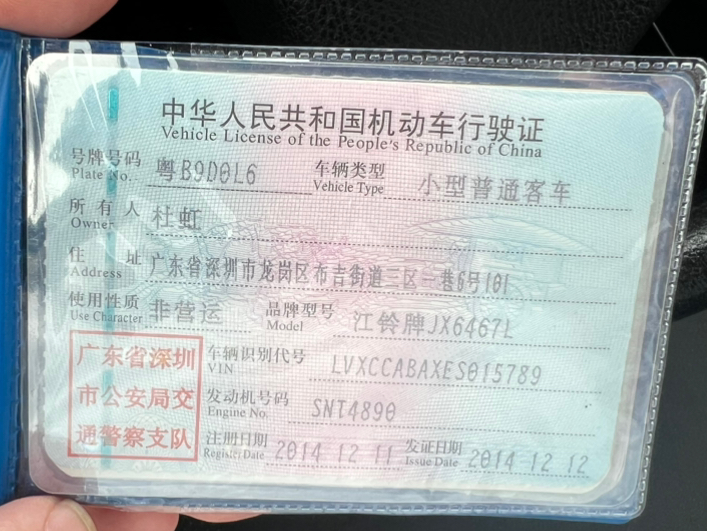 中华人民共和国机动车行驶证
Vehicle License of the People's Republic of China
号牌号码 粤B9D0L6 车辆类型 小型普通客车
Plate No. Vehicle Type
所有人 杜虹
Owner
住址 广东省深圳市龙岗区布吉街道三区一巷6号101
Address
使用性质 非营运 品牌型号 江铃牌JX6467L
Use Character Model
广东省深圳
市公安局交
通警察支队
车辆识别代号 LVXCCABAXES015789
VIN
发动机号码 SNT4890
Engine No.
注册日期 2014 12 11 发证日期 2014 12 12
Register Date Issue Date